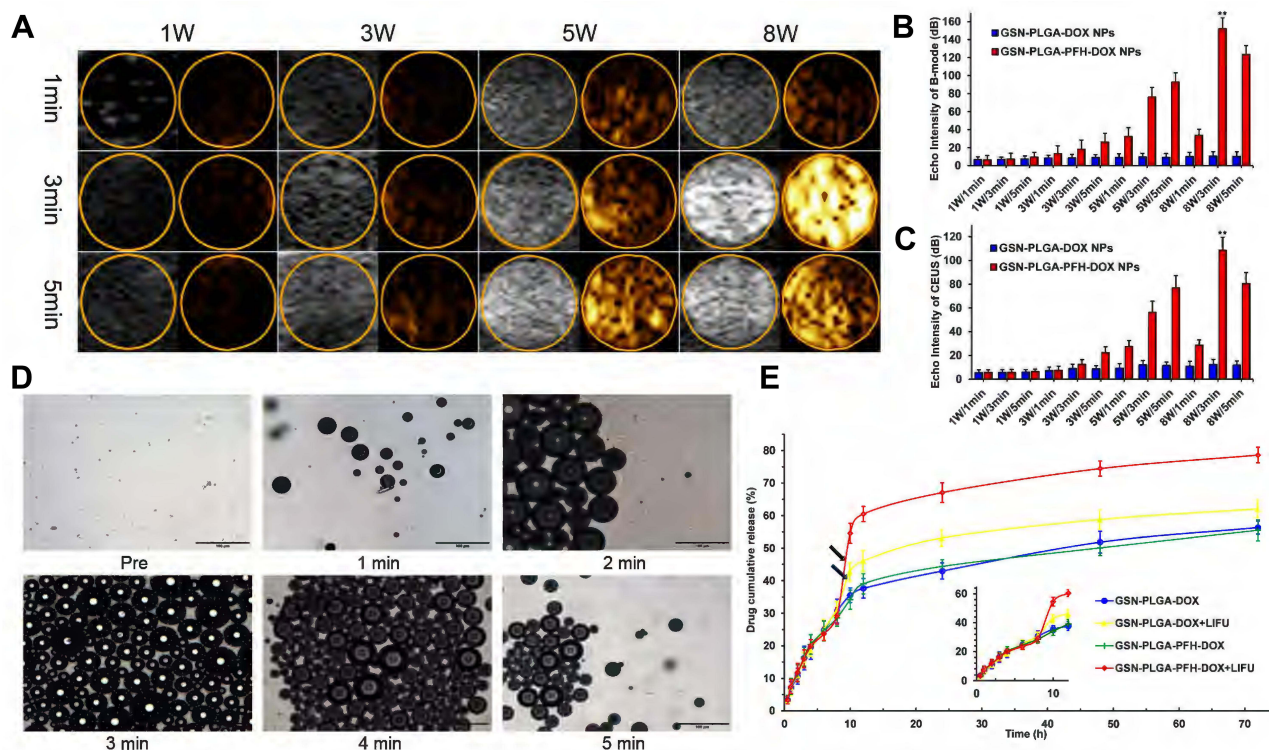 A
1W 3W 5W 8W
1min
3min
5min
B
Echo Intensity of B-mode (dB)
160
140
120
100
80
60
40
20
0
**
GSN-PLGA-DOX NPs
GSN-PLGA-PFH-DOX NPs
1W/1min 1W/3min 1W/5min 3W/1min 3W/3min 3W/5min 5W/1min 5W/3min 5W/5min 8W/1min 8W/3min 8W/5min
C
Echo Intensity of CEUS (dB)
120
100
80
60
40
20
0
**
GSN-PLGA-DOX NPs
GSN-PLGA-PFH-DOX NPs
1W/1min 1W/3min 1W/5min 3W/1min 3W/3min 3W/5min 5W/1min 5W/3min 5W/5min 8W/1min 8W/3min 8W/5min
D
Pre 1 min 2 min
3 min 4 min 5 min
E
Drug cumulative release (%)
80
70
60
50
40
30
20
10
0
0 10 20 30 40 50 60 70
Time (h)
60
40
20
0
0 10
GSN-PLGA-DOX
GSN-PLGA-DOX+LIFU
GSN-PLGA-PFH-DOX
GSN-PLGA-PFH-DOX+LIFU